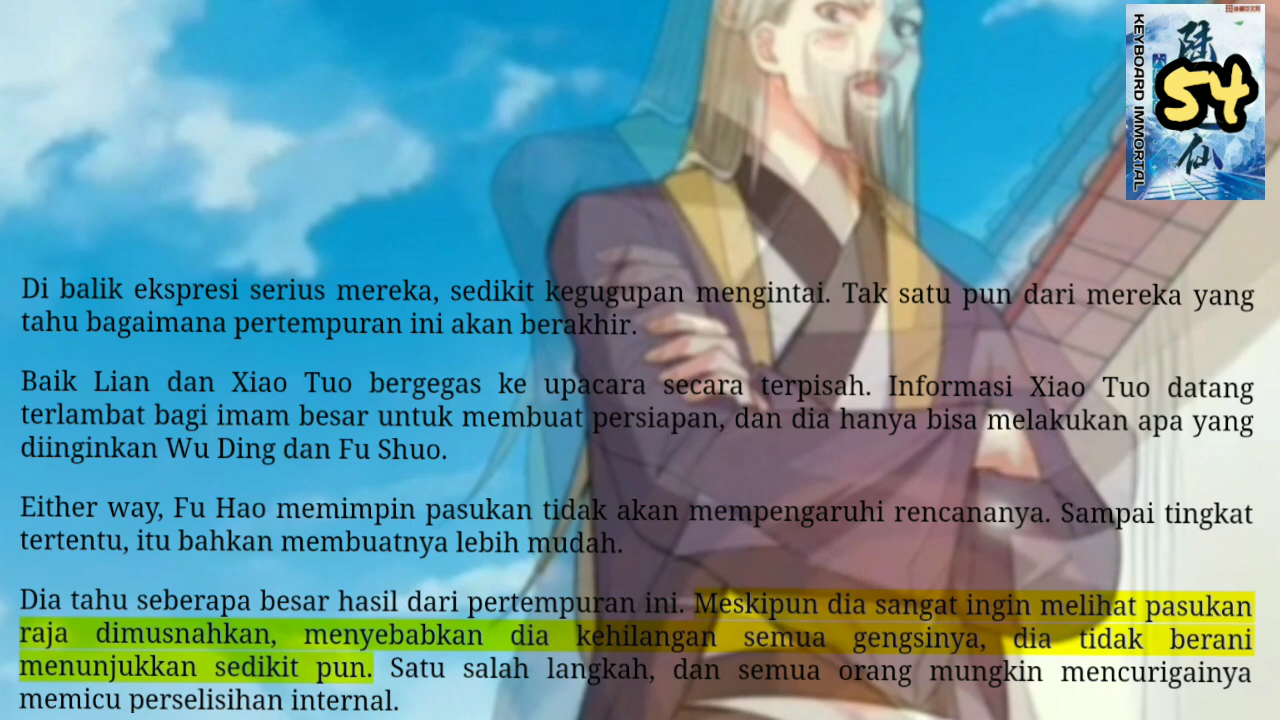 KEYBOARD IMMORTAL
陆
仙
54
Di balik ekspresi serius mereka, sedikit kegugupan mengintai. Tak satu pun dari mereka yang
tahu bagaimana pertempuran ini akan berakhir.
Baik Lian dan Xiao Tuo bergegas ke upacara secara terpisah. Informasi Xiao Tuo datang
terlambat bagi imam besar untuk membuat persiapan, dan dia hanya bisa melakukan apa yang
diinginkan Wu Ding dan Fu Shuo.
Either way, Fu Hao memimpin pasukan tidak akan mempengaruhi rencananya. Sampai tingkat
tertentu, itu bahkan membuatnya lebih mudah.
Dia tahu seberapa besar hasil dari pertempuran ini. Meskipun dia sangat ingin melihat pasukan
raja dimusnahkan, menyebabkan dia kehilangan semua gengsinya, dia tidak berani
menunjukkan sedikit pun. Satu salah langkah, dan semua orang mungkin mencurigainya
memicu perselisihan internal.